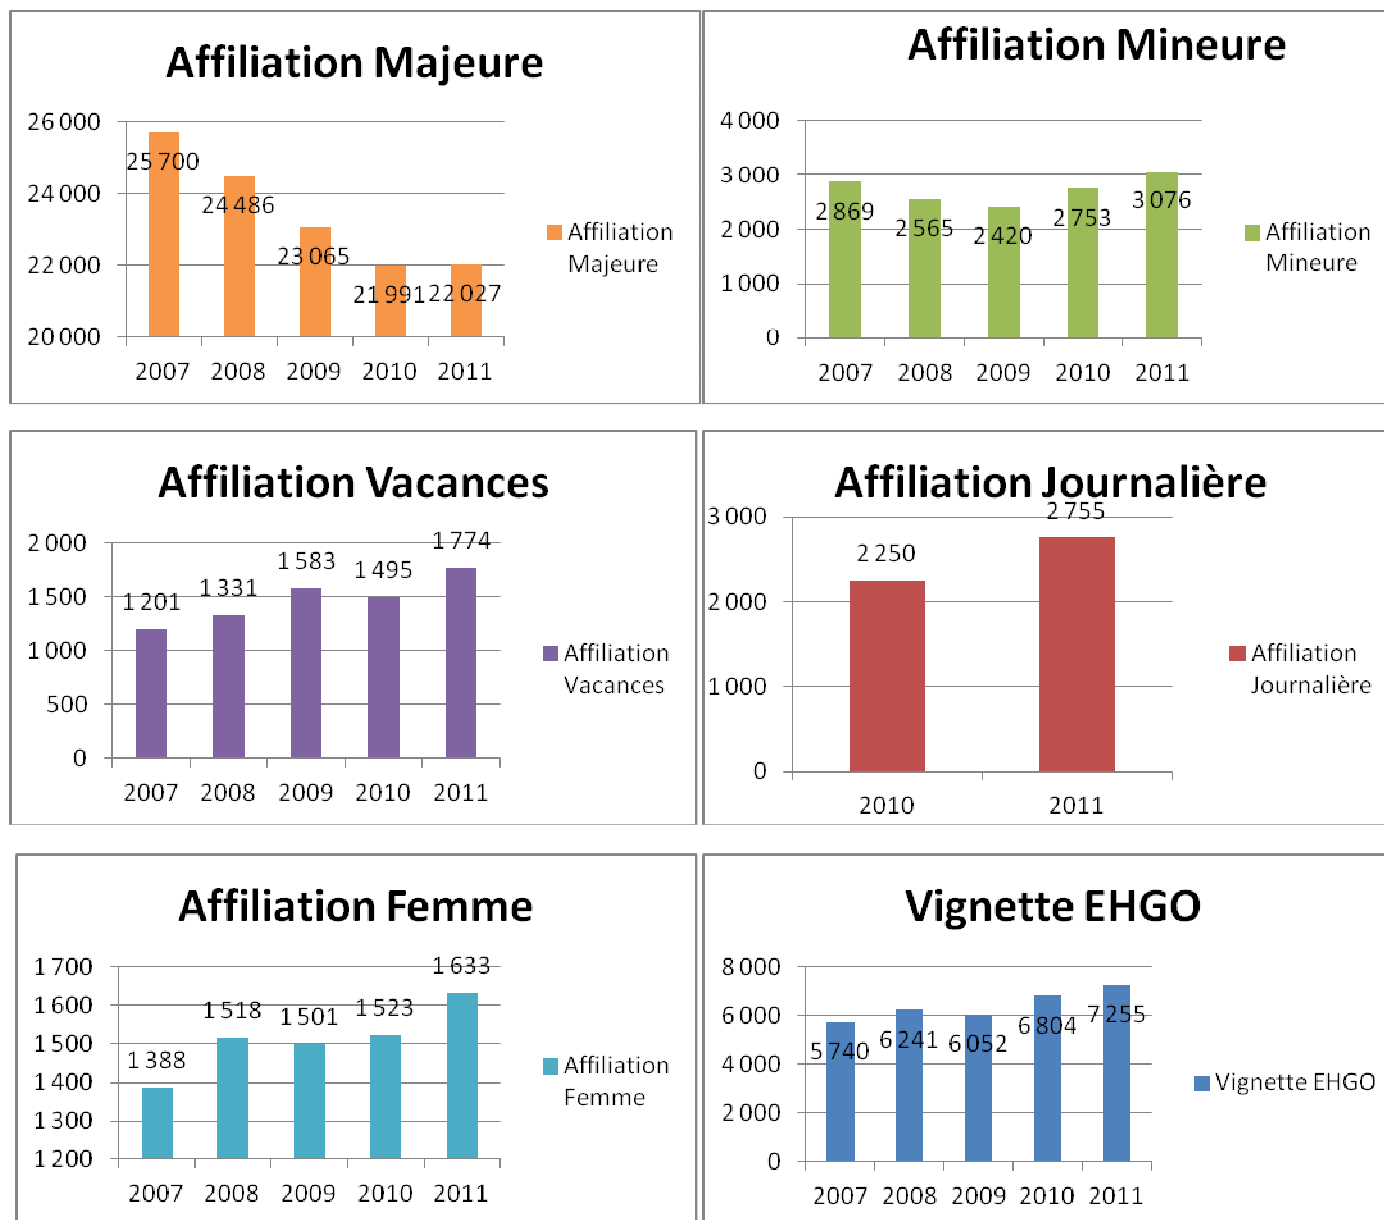 Affiliation Majeure
26 000
24 000
22 000
20 000
25 700
24 486
23 065
21 991
22 027
2007 2008 2009 2010 2011
Affiliation
Majeure
Affiliation Mineure
4 000
3 000
2 000
1 000
0
2 869
2 565
2 420
2 753
3 076
2007 2008 2009 2010 2011
Affiliation
Mineure
Affiliation Vacances
2 000
1 500
1 000
500
0
1 201
1 331
1 583
1 495
1 774
2007 2008 2009 2010 2011
Affiliation
Vacances
Affiliation Journalière
3 000
2 000
1 000
0
2 250
2 755
2010 2011
Affiliation
Journalière
Affiliation Femme
1 700
1 600
1 500
1 400
1 300
1 200
1 388
1 518
1 501
1 523
1 633
2007 2008 2009 2010 2011
Affiliation
Femme
Vignette EHGO
8 000
6 000
4 000
2 000
0
5 740
6 241
6 052
6 804
7 255
2007 2008 2009 2010 2011
Vignette EHGO